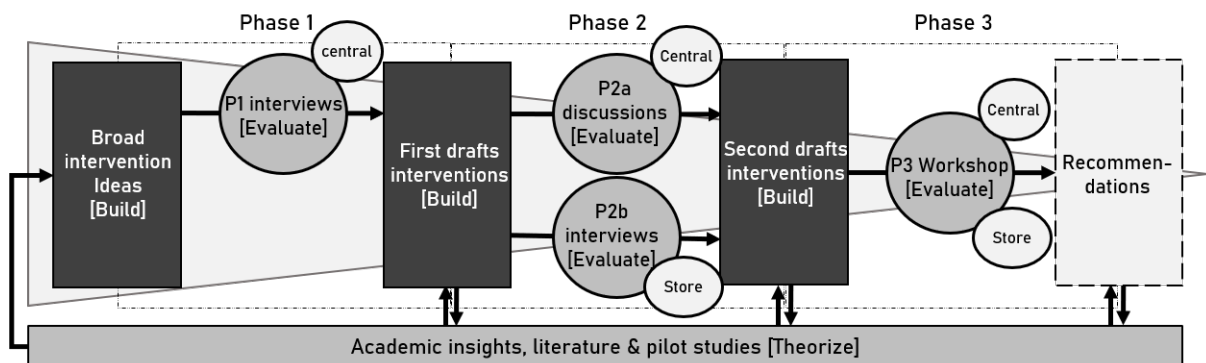 Phase 1
Phase 2
Phase 3
Broad
intervention
Ideas
[Build]
P1 interviews
[Evaluate]
central
First drafts
interventions
[Build]
P2a
discussions
[Evaluate]
Central
P2b
interviews
[Evaluate]
Store
Second drafts
interventions
[Build]
P3 Workshop
[Evaluate]
Central
Store
Recommen-
dations
Academic insights, literature & pilot studies [Theorize]